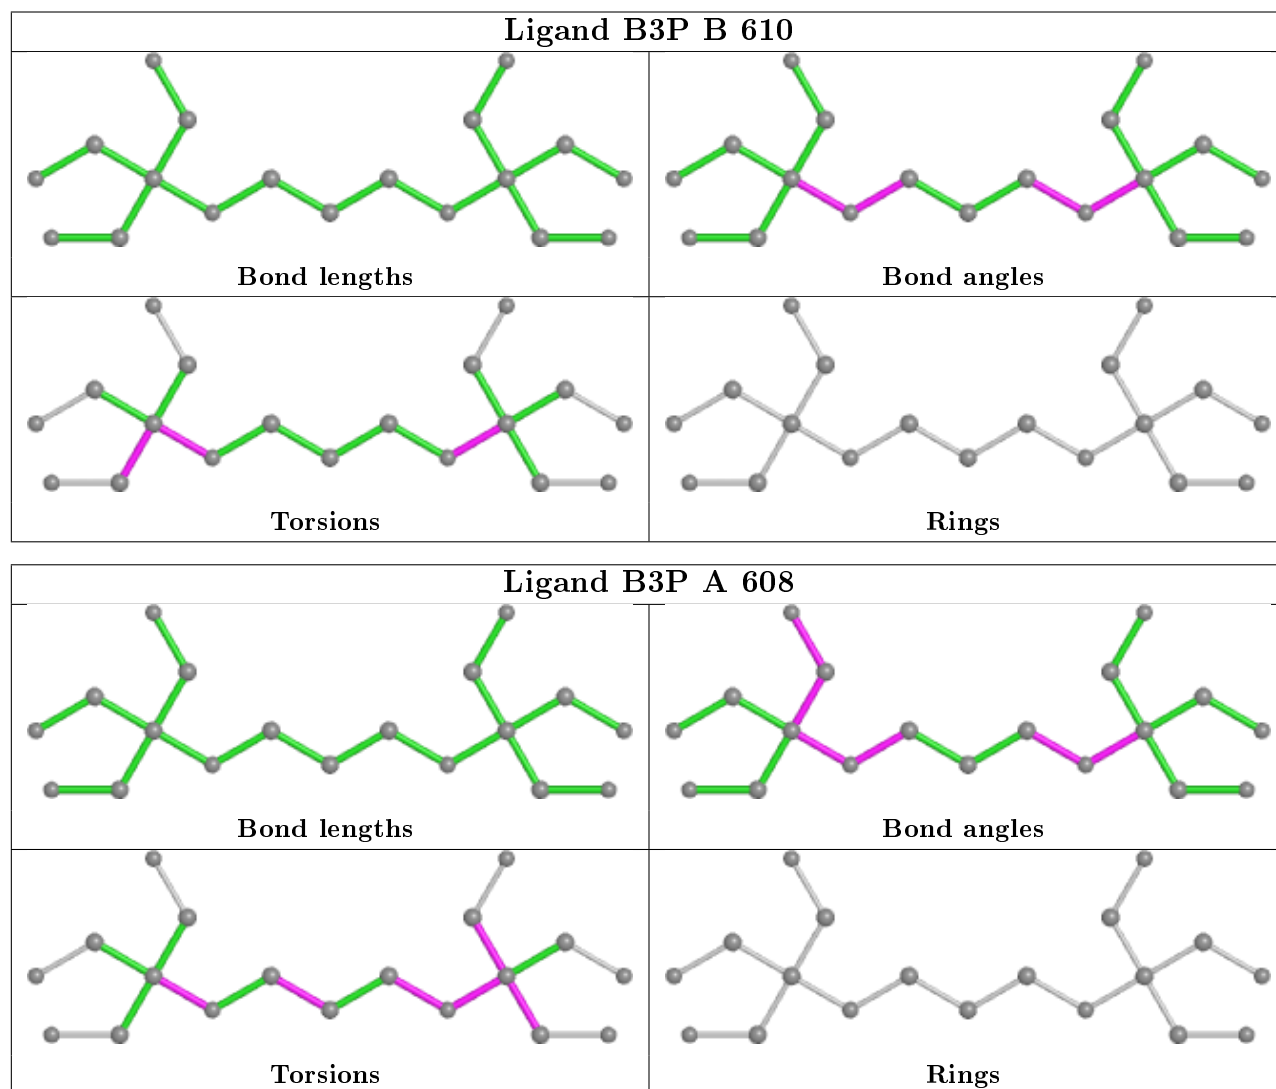 Ligand B3P B 610
Bond lengths
Bond angles
Torsions
Rings
Ligand B3P A 608
Bond lengths
Bond angles
Torsions
Rings